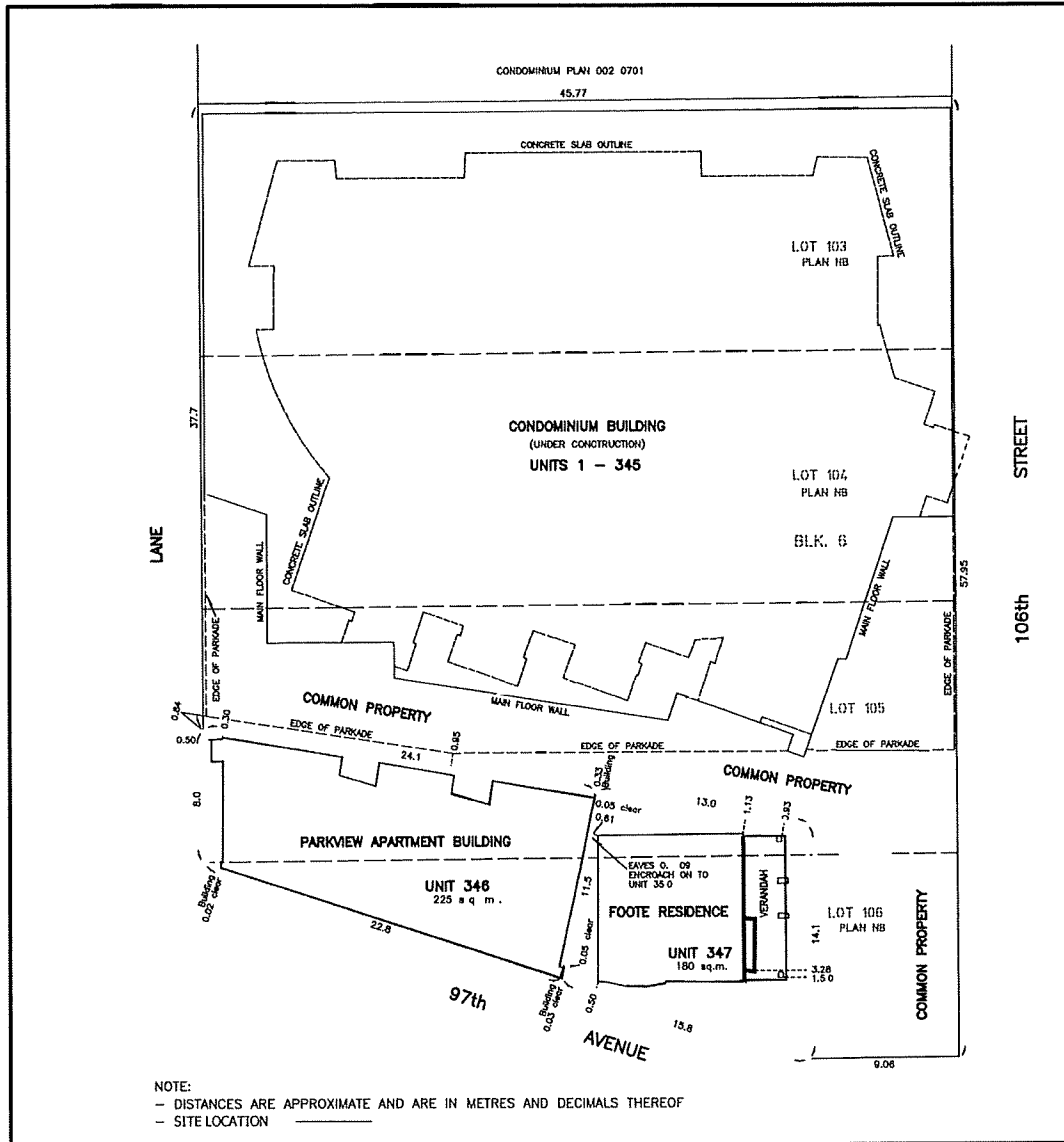 CONDOMINIUM PLAN 002 0701
45.77
CONCRETE SLAB OUTLINE
CONCRETE SLAB OUTLINE
LOT 103
PLAN NB
37.7
CONDOMINIUM BUILDING
(UNDER CONCTRUCTION)
UNITS 1 - 345
LOT 104
PLAN NB
BLK. 6
STREET
106th
LANE
CONCRETE SLAB OUTLINE
MAIN FLOOR WALL
MAIN FLOOR WALL
57.95
EDGE OF PARKADE
EDGE OF PARKADE
COMMON PROPERTY
MAIN FLOOR WALL
LOT 105
0.64
0.30
0.50
EDGE OF PARKADE
24.1
0.95
EDGE OF PARKADE
EDGE OF PARKADE
COMMON PROPERTY
0.33
Building
0.05 clear
0.61
13.0
1.13
0.93
8.0
PARKVIEW APARTMENT BUILDING
EAVES 0. 09
ENCROACH ON TO
UNIT 35 0
UNIT 346
225 s q m .
11.5
FOOTE RESIDENCE
VERANDAH
LOT 106
PLAN NB
14.1
Building
0.02 clear
22.8
0.05 clear
UNIT 347
180 sq.m.
3.28
1.5 0
COMMON PROPERTY
Building
0.03 clear
0.50
97th
AVENUE
15.8
9.06
NOTE:
- DISTANCES ARE APPROXIMATE AND ARE IN METRES AND DECIMALS THEREOF
- SITE LOCATION